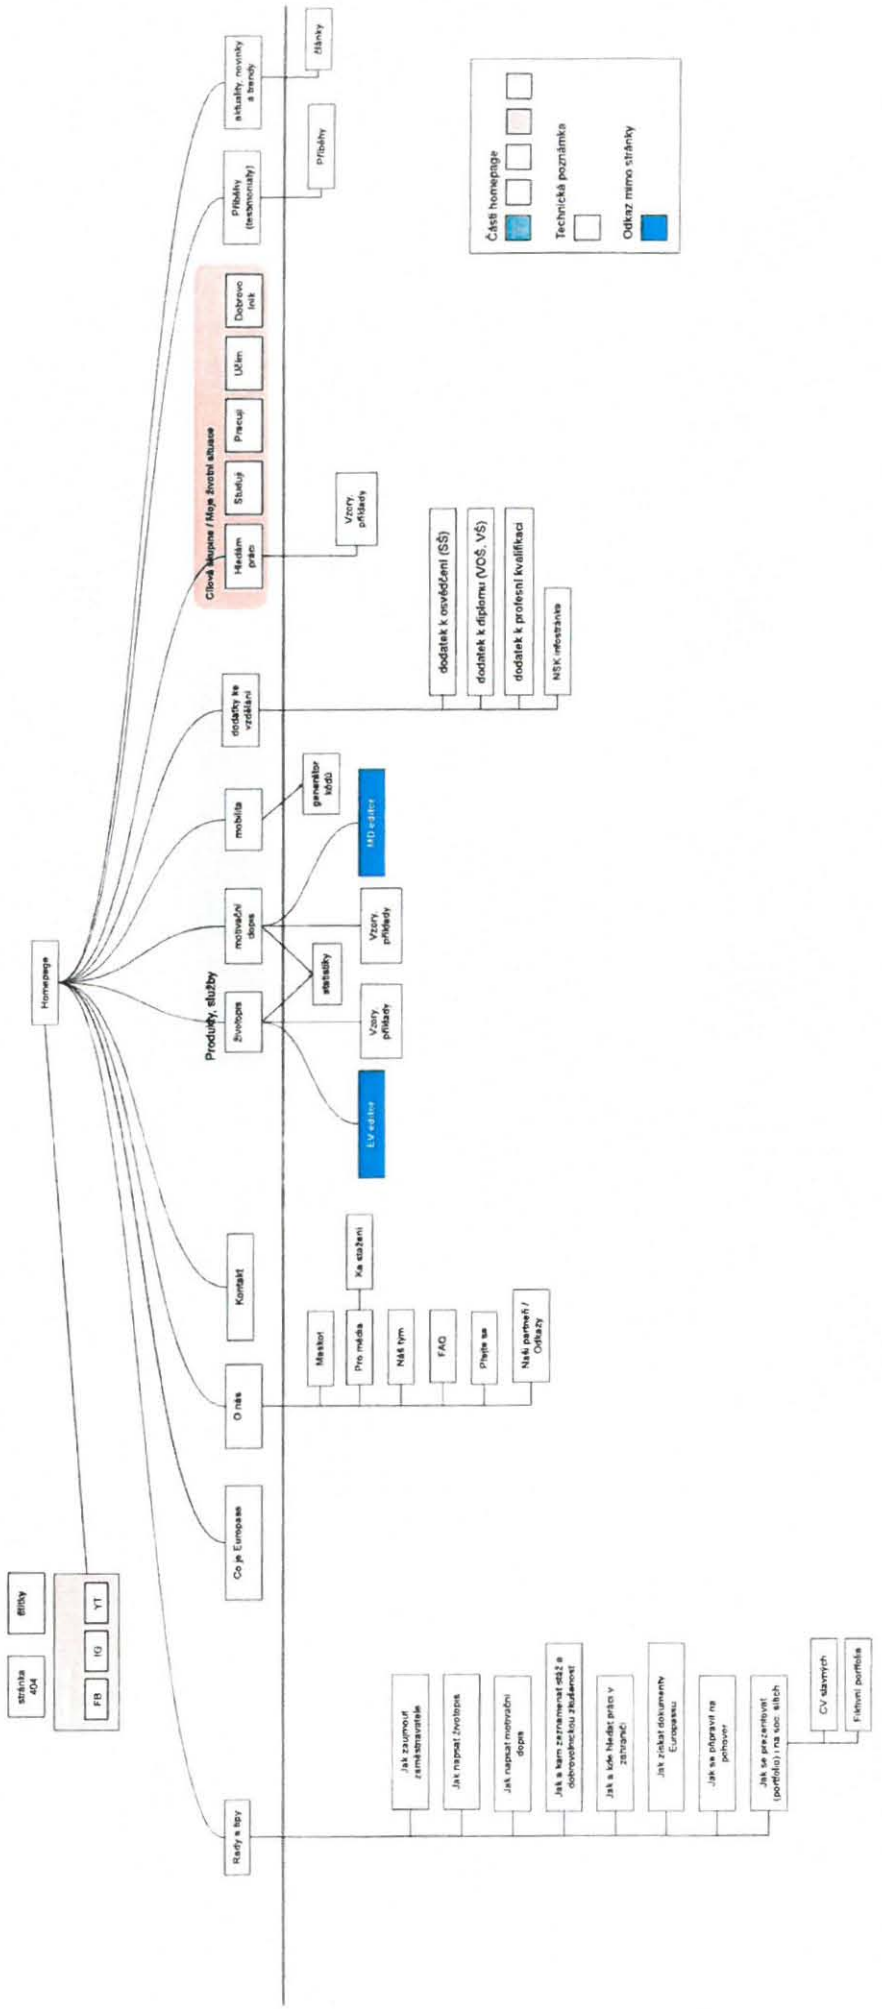 stránka
404
štítky
FB
IG
YT
Homepage
Rady a tipy
Co je Europass
O nás
Kontakt
Produkty, služby
životopis
motivační
dopis
mobilita
dodatky ke
vzdělání
Cílová skupina / Moje životní situace
Hledám
práci
Studuji
Pracuji
Učím
Dobrovo
lník
Příběhy
(testimonialy)
aktuality, novinky
a trendy
Jak zaujmout
zaměstnavatele
Jak napsat životopis
Jak napsat motivační
dopis
Jak a kam zaznamenat stáž a
dobrovolnickou zkušenost
Jak a kde hledat práci v
zahraničí
Jak získat dokumenty
Europassu
Jak se připravit na
pohovor
Jak se prezentovat
(portfolio) i na soc. sítích
CV slavných
Fiktivní portfolia
Maskot
Pro média
Ke stažení
Náš tým
FAQ
Ptejte se
Naši partneři /
Odkazy
EV editor
Vzory,
příklady
statistiky
Vzory,
příklady
MD editor
generátor
kódů
dodatek k osvědčení (SŠ)
dodatek k diplomu (VOŠ, VŠ)
dodatek k profesní kvalifikaci
NSK infostránka
Vzory,
příklady
Příběhy
články
Části homepage
Technická poznámka
Odkaz mimo stránky